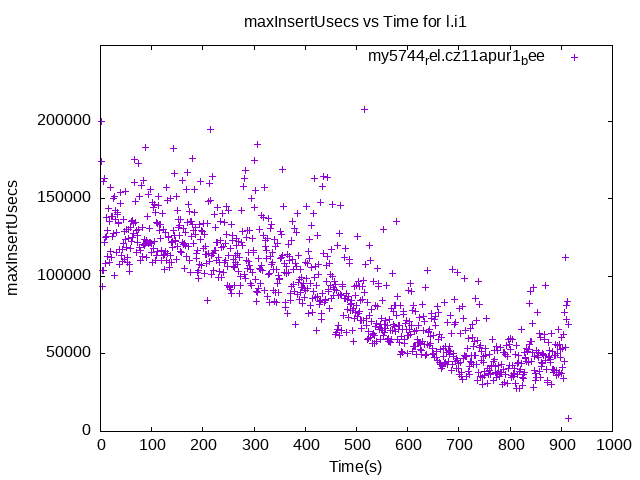 maxInsertUsecs vs Time for l.i1
my5744rel.cz11apur1bee
200000
150000
100000
50000
0
maxInsertUsecs
0 100 200 300 400 500 600 700 800 900 1000
Time(s)